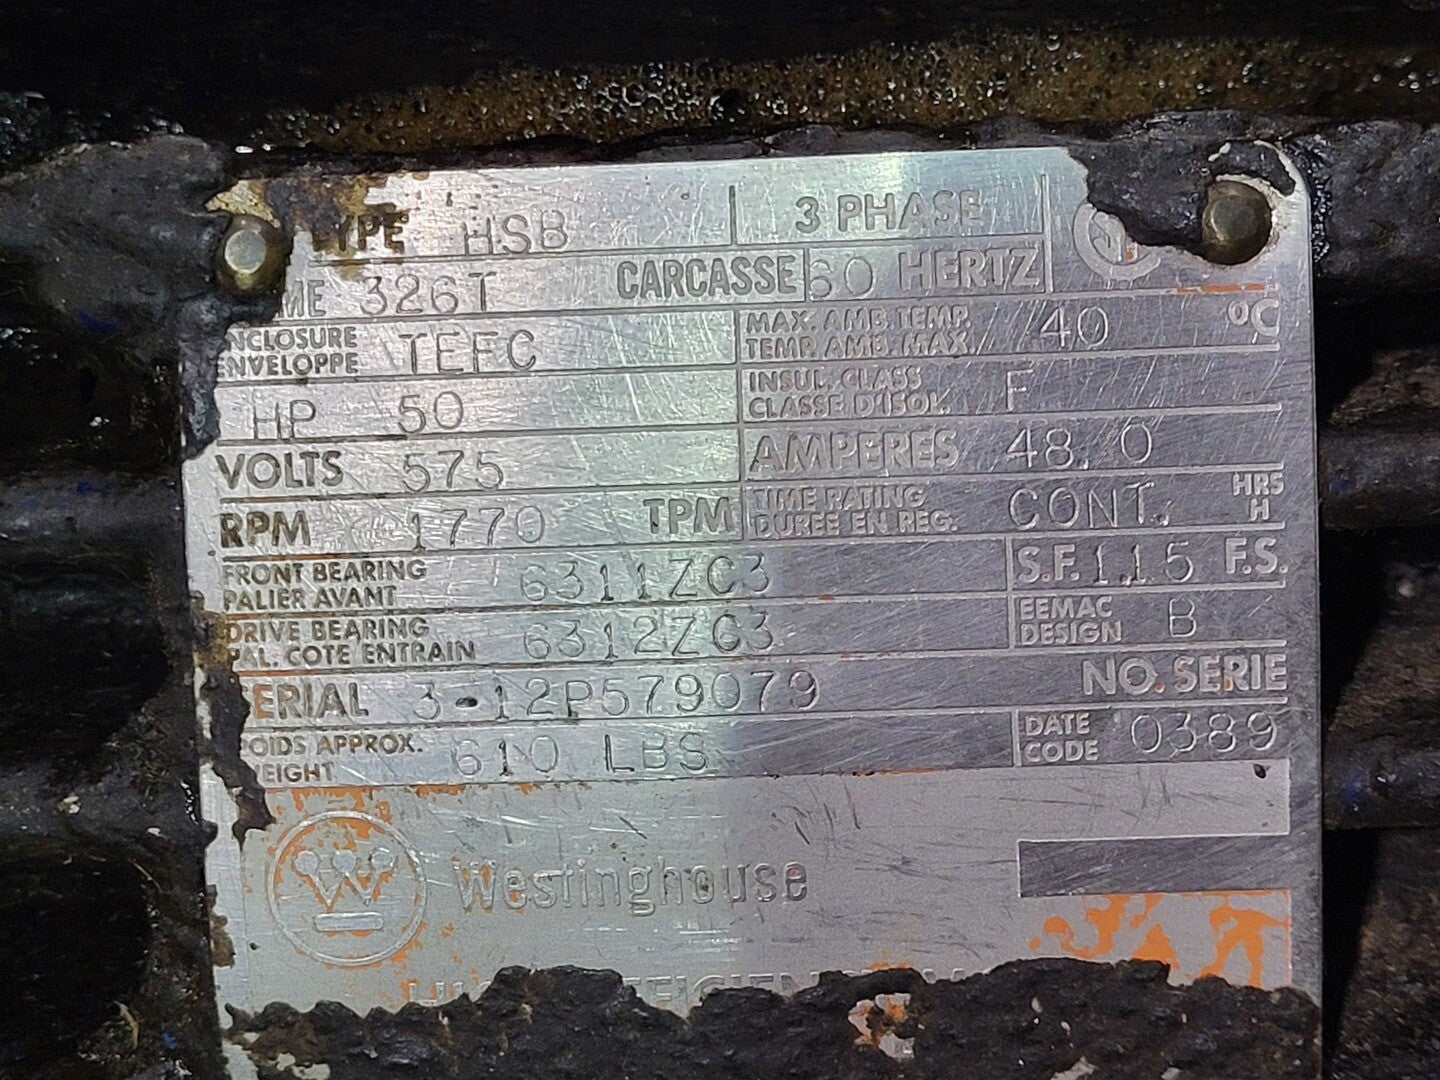 TYPE HSB 3 PHASE
ME 326T CARCASSE 60 HERTZ
NCLOSURE
ENVELOPPE TEFC
MAX. AMB. TEMP.
TEMP. AMB. MAX. 40 °C
HP 50
INSUL. CLASS
CLASSE D'ISOL. F
VOLTS 575 AMPERES 48.0
RPM 1770 TPM
TIME RATING
DUREE EN REG. CONT. HRS
H
FRONT BEARING
PALIER AVANT 6311ZC3
S.F. 1.15 F.S.
DRIVE BEARING
PAL. COTE ENTRAIN 6312ZC3
EEMAC
DESIGN B
SERIAL 3-12P579079 NO. SERIE
OIDS APPROX.
EIGHT 610 LBS
DATE
CODE 0389
Westinghouse